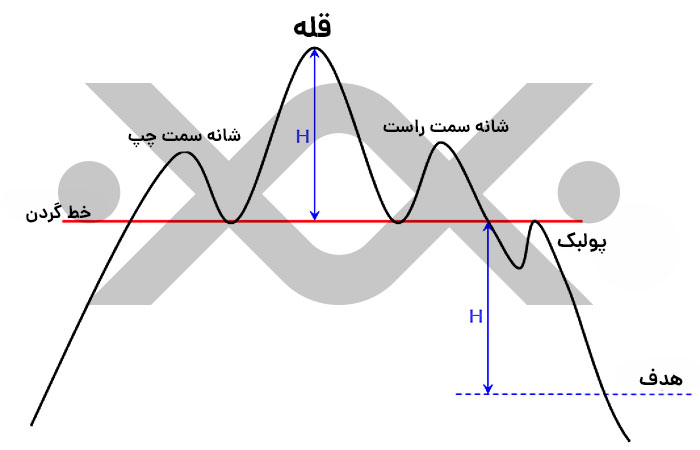 قله
شانه سمت چپ
شانه سمت راست
H
خط گردن
پولبک
H
هدف